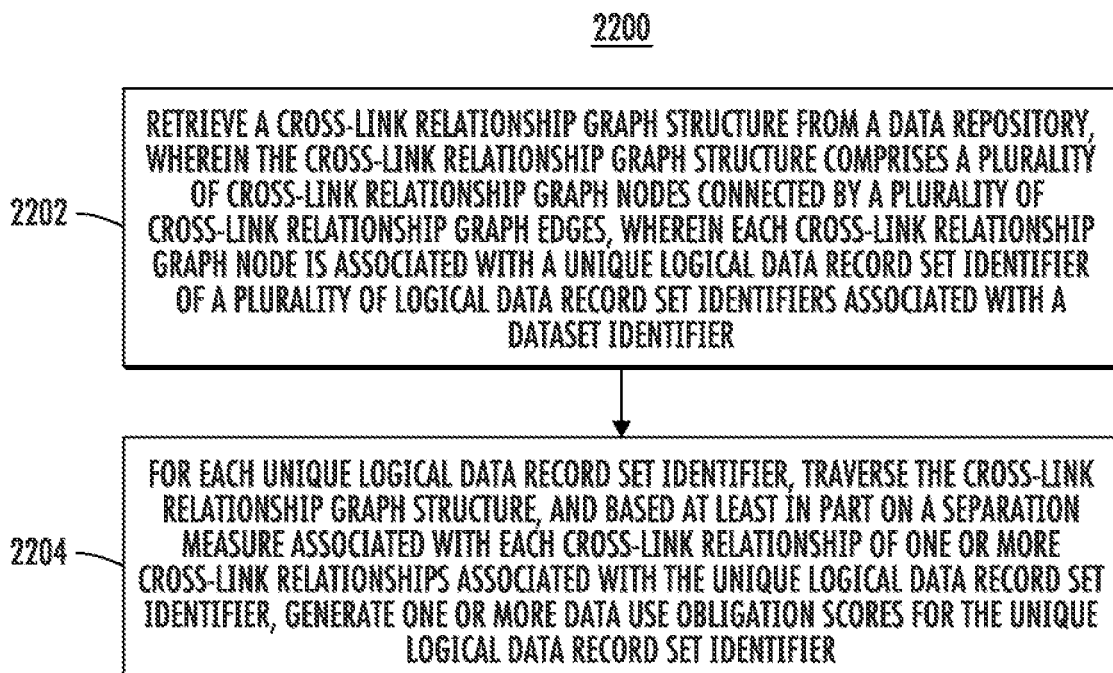 2200
RETRIEVE A CROSS-LINK RELATIONSHIP GRAPH STRUCTURE FROM A DATA REPOSITORY,
WHEREIN THE CROSS-LINK RELATIONSHIP GRAPH STRUCTURE COMPRISES A PLURALITY
OF CROSS-LINK RELATIONSHIP GRAPH NODES CONNECTED BY A PLURALITY OF
CROSS-LINK RELATIONSHIP GRAPH EDGES, WHEREIN EACH CROSS-LINK RELATIONSHIP
GRAPH NODE IS ASSOCIATED WITH A UNIQUE LOGICAL DATA RECORD SET IDENTIFIER
OF A PLURALITY OF LOGICAL DATA RECORD SET IDENTIFIERS ASSOCIATED WITH A
DATASET IDENTIFIER
2202
FOR EACH UNIQUE LOGICAL DATA RECORD SET IDENTIFIER, TRAVERSE THE CROSS-LINK
RELATIONSHIP GRAPH STRUCTURE, AND BASED AT LEAST IN PART ON A SEPARATION
MEASURE ASSOCIATED WITH EACH CROSS-LINK RELATIONSHIP OF ONE OR MORE
CROSS-LINK RELATIONSHIPS ASSOCIATED WITH THE UNIQUE LOGICAL DATA RECORD SET
IDENTIFIER, GENERATE ONE OR MORE DATA USE OBLIGATION SCORES FOR THE UNIQUE
LOGICAL DATA RECORD SET IDENTIFIER
2204